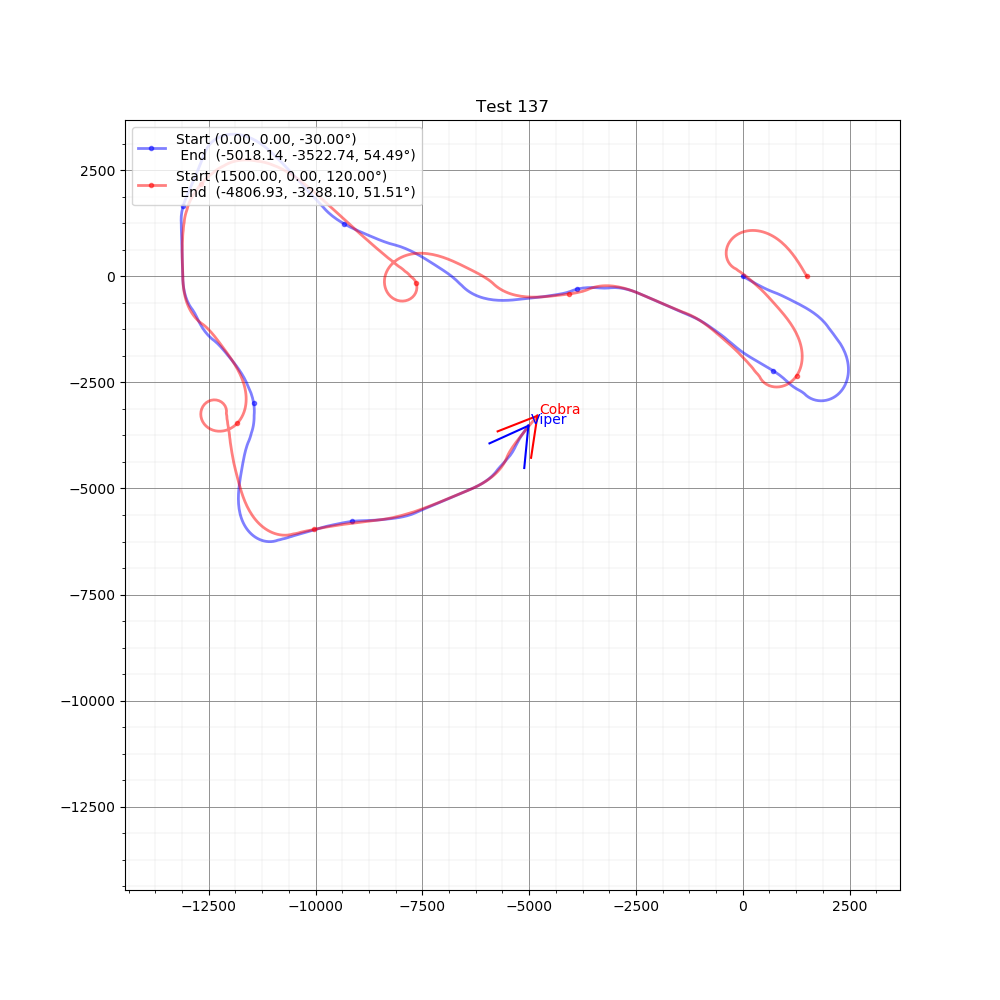 Test 137
Start (0.00, 0.00, -30.00°)
End (-5018.14, -3522.74, 54.49°)
Start (1500.00, 0.00, 120.00°)
End (-4806.93, -3288.10, 51.51°)
2500
0
−2500
−5000
−7500
−10000
−12500
Cobra
Viper
−12500
−10000
−7500
−5000
−2500
0
2500